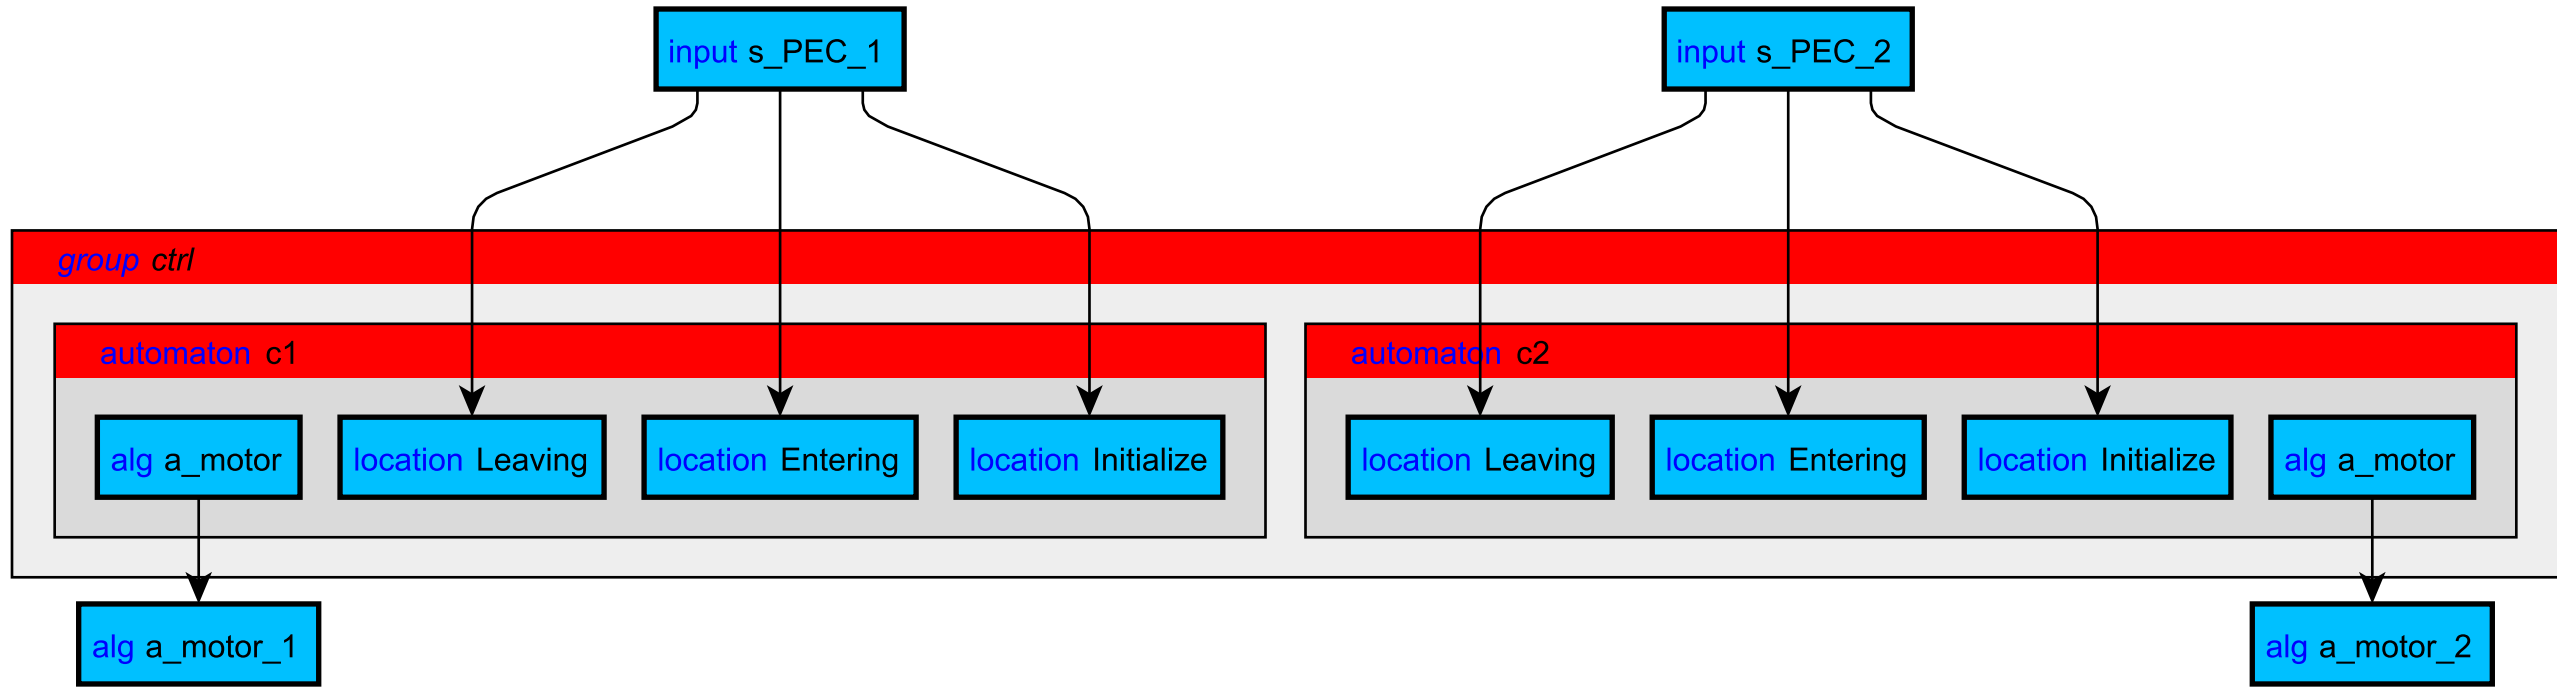 input s_PEC_1
input s_PEC_2
group ctrl
automaton c1
automaton c2
alg a_motor
location Leaving
location Entering
location Initialize
location Leaving
location Entering
location Initialize
alg a_motor
alg a_motor_1
alg a_motor_2